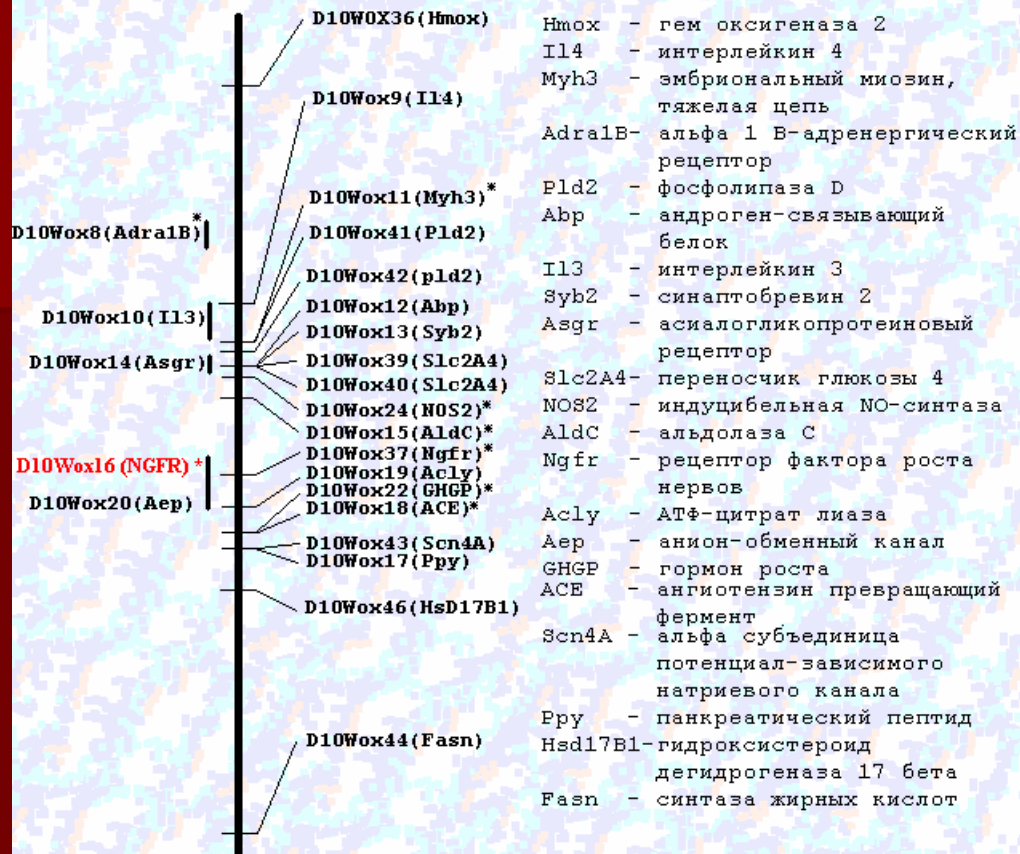 D10WOX36(Hmox)
D10Wox9(Il4)
D10Wox11(Myh3)*
D10Wox8(Adra1B)*
D10Wox41(Pld2)
D10Wox42(pld2)
D10Wox12(Abp)
D10Wox10(Il3)
D10Wox13(Syb2)
D10Wox14(Asgr)
D10Wox39(Slc2A4)
D10Wox40(Slc2A4)
D10Wox24(NOS2)*
D10Wox15(AldC)*
D10Wox37(Ngfr)*
D10Wox16 (NGFR) *
D10Wox19(Acly)
D10Wox22(GHGP)*
D10Wox20(Aep)
D10Wox18(ACE)*
D10Wox43(Scn4A)
D10Wox17(Ppy)
D10Wox46(HsD17B1)
D10Wox44(Fasn)
Hmox - гем оксигеназа 2
Il4 - интерлейкин 4
Myh3 - эмбриональный миозин,
тяжелая цепь
Adra1B- альфа 1 B-адренергический
рецептор
Pld2 - фосфолипаза D
Abp - андроген-связывающий
белок
Il3 - интерлейкин 3
Syb2 - синаптобревин 2
Asgr - асиалогликопротеиновый
рецептор
Slc2A4- переносчик глюкозы 4
NOS2 - индуцибельная NO-синтаза
AldC - альдолаза С
Ngfr - рецептор фактора роста
нервов
Acly - АТФ-цитрат лиаза
Aep - анион-обменный канал
GHGP - гормон роста
ACE - ангиотензин превращающий
фермент
Scn4A - альфа субъединица
потенциал-зависимого
натриевого канала
Ppy - панкреатический пептид
Hsd17B1-гидроксистероид
дегидрогеназа 17 бета
Fasn - синтаза жирных кислот